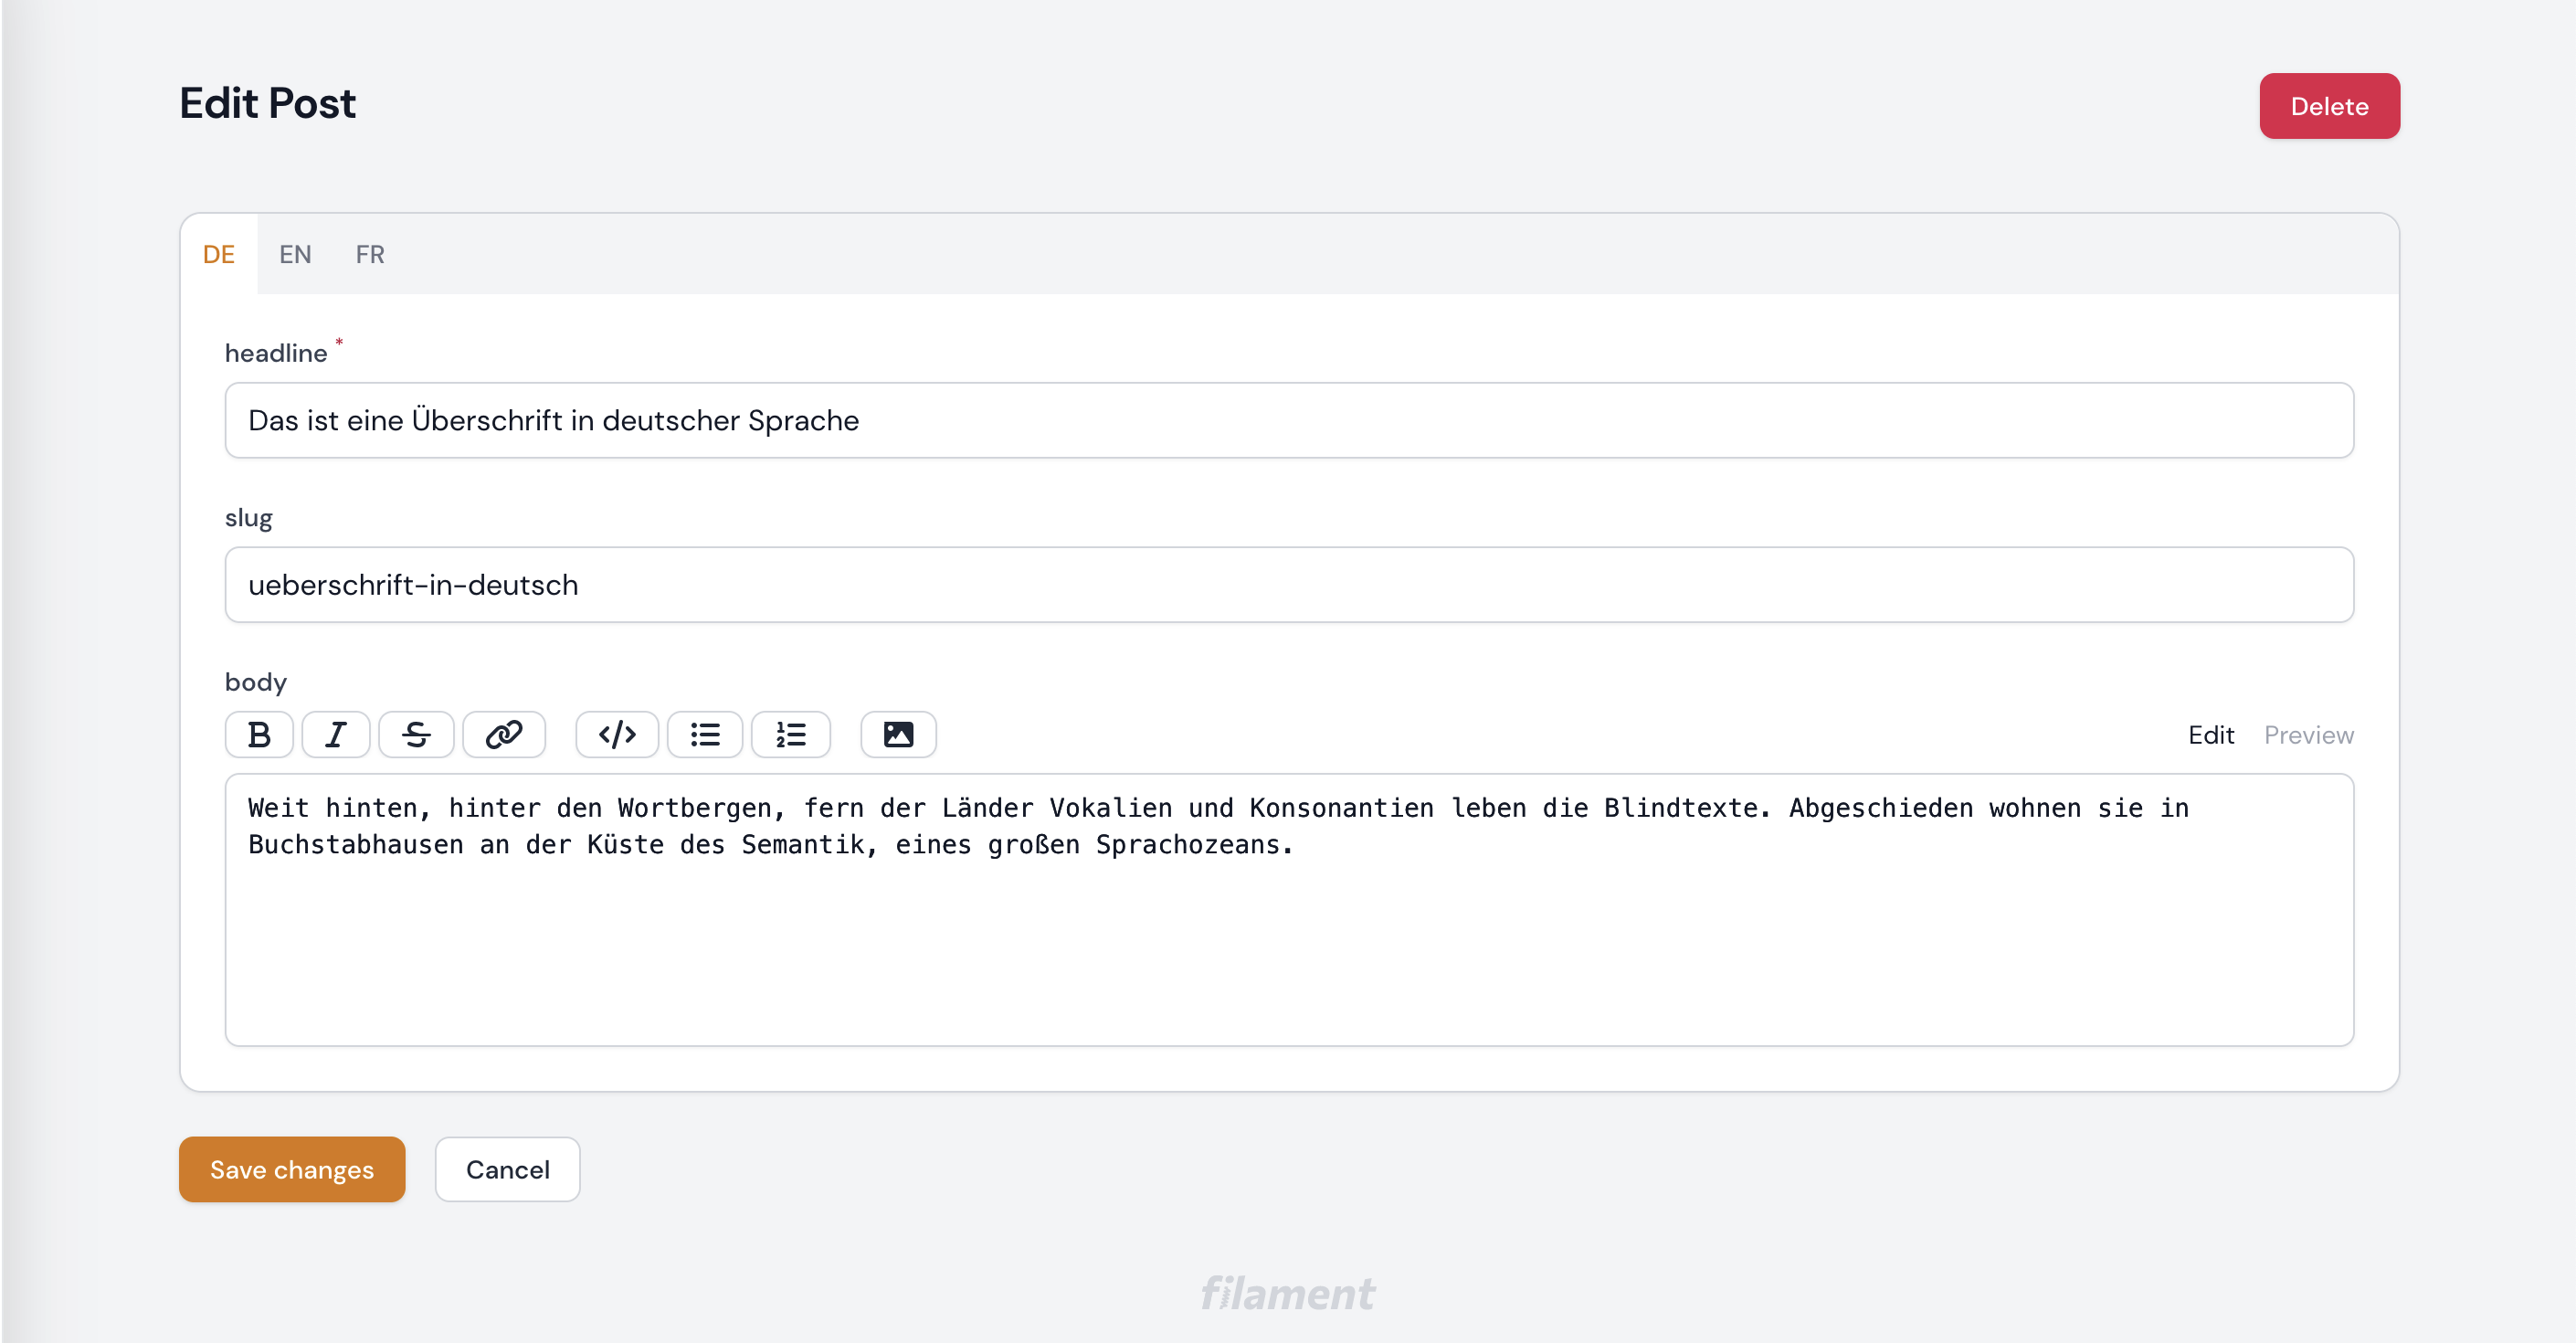 Edit Post
Delete
DE EN FR
headline *
Das ist eine Überschrift in deutscher Sprache
slug
ueberschrift-in-deutsch
body
Edit Preview
Weit hinten, hinter den Wortbergen, fern der Länder Vokalien und Konsonantien leben die Blindtexte. Abgeschieden wohnen sie in
Buchstabhausen an der Küste des Semantik, eines großen Sprachozeans.
Save changes
Cancel
filament